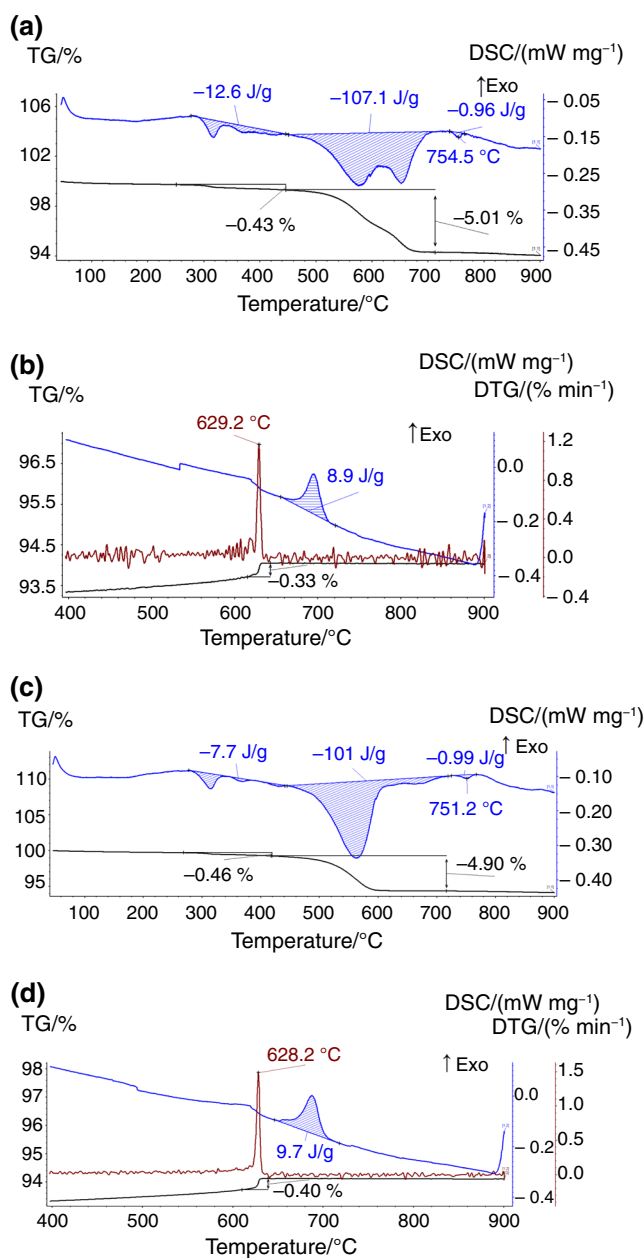 (a)
TG/%
DSC/(mW mg⁻¹)
↑Exo
–12.6 J/g
–107.1 J/g
–0.96 J/g
754.5 °C
–0.43 %
–5.01 %
106
104
102
100
98
96
94
– 0.05
– 0.15
– 0.25
– 0.35
– 0.45
100 200 300 400 500 600 700 800 900
Temperature/°C
(b)
TG/%
DSC/(mW mg⁻¹)
DTG/(% min⁻¹)
629.2 °C
↑Exo
8.9 J/g
–0.33 %
96.5
95.5
94.5
93.5
0.0
– 0.2
– 0.4
1.2
0.8
0.4
0.0
– 0.4
400 500 600 700 800 900
Temperature/°C
(c)
TG/%
DSC/(mW mg⁻¹)
↑ Exo
–7.7 J/g
–101 J/g
–0.99 J/g
751.2 °C
–0.46 %
–4.90 %
110
105
100
95
– 0.10
– 0.20
– 0.30
– 0.40
100 200 300 400 500 600 700 800 900
Temperature/°C
(d)
TG/%
DSC/(mW mg⁻¹)
DTG/(% min⁻¹)
628.2 °C
↑ Exo
9.7 J/g
–0.40 %
98
97
96
95
94
0.0
– 0.2
– 0.4
1.5
1.0
0.5
0.0
400 500 600 700 800 900
Temperature/°C